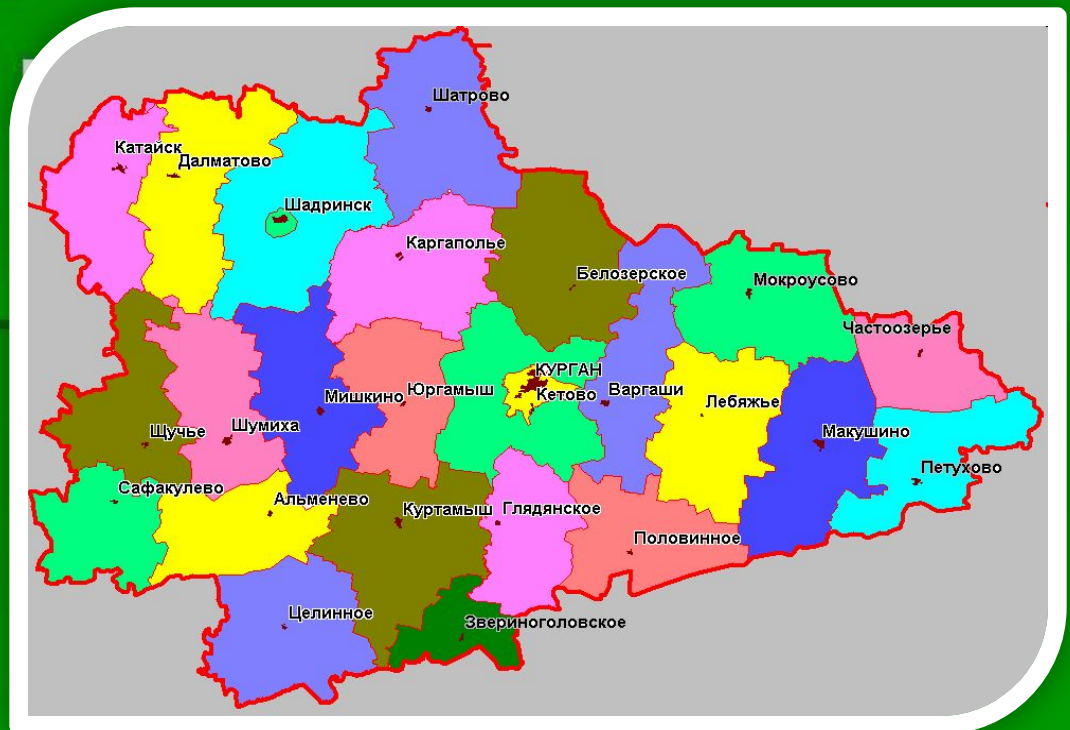 Шатрово
Катайск
Далматово
Шадринск
Каргаполье
Белозерское
Мокроусово
Частоозерье
КУРГАН
Кетово
Мишкино
Юргамыш
Варгаши
Лебяжье
Щучье
Шумиха
Макушино
Петухово
Сафакулево
Альменево
Куртамыш
Глядянское
Половинное
Целинное
Звериноголовское